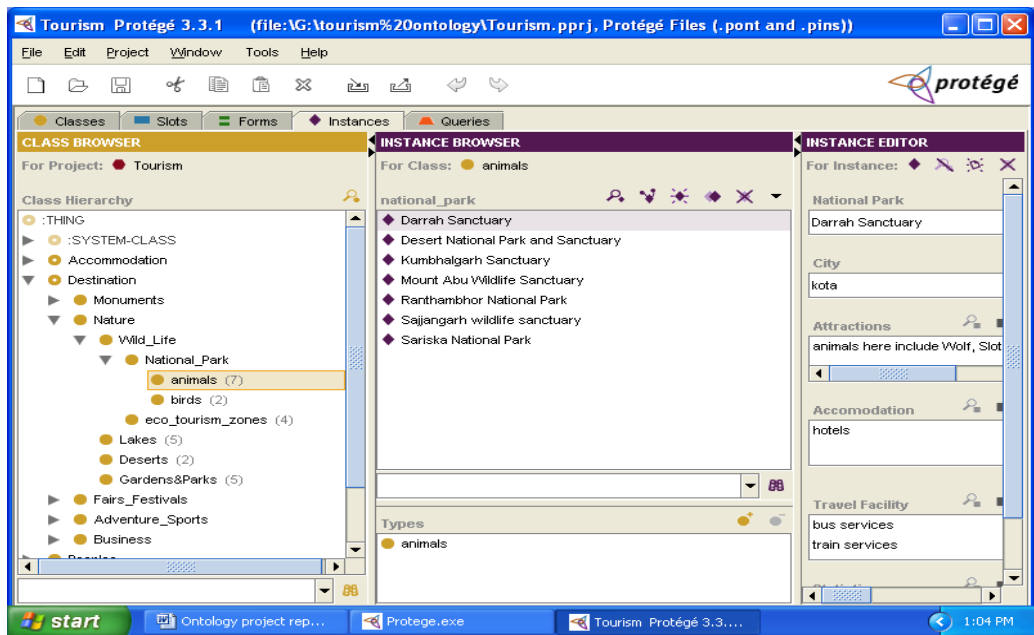 Tourism Protégé 3.3.1 (file:\G:\tourism%20ontology\Tourism.pprj, Protégé Files (.pont and .pins))
File Edit Project Window Tools Help
protégé
Classes Slots Forms Instances Queries
CLASS BROWSER
For Project: Tourism
Class Hierarchy
:THING
:SYSTEM-CLASS
Accommodation
Destination
Monuments
Nature
Wild_Life
National_Park
animals (7)
birds (2)
eco_tourism_zones (4)
Lakes (5)
Deserts (2)
Gardens&Parks (5)
Fairs_Festivals
Adventure_Sports
Business
INSTANCE BROWSER
For Class: animals
national_park
Darrah Sanctuary
Desert National Park and Sanctuary
Kumbhalgarh Sanctuary
Mount Abu Wildlife Sanctuary
Ranthambhor National Park
Sajjangarh wildlife sanctuary
Sariska National Park
Types
animals
INSTANCE EDITOR
For Instance:
National Park
Darrah Sanctuary
City
kota
Attractions
animals here include Wolf, Slot
Accomodation
hotels
Travel Facility
bus services
train services
start Ontology project rep... Protege.exe Tourism Protégé 3.3.... 1:04 PM